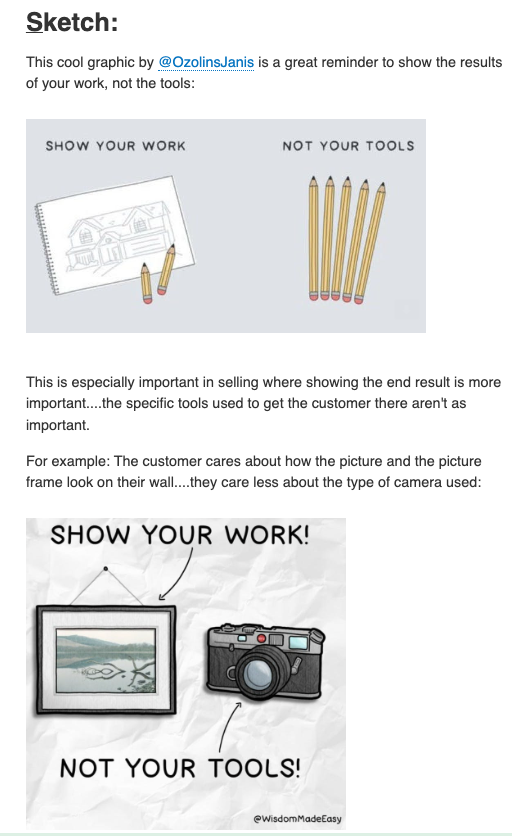 Sketch:
This cool graphic by @OzolinsJanis is a great reminder to show the results
of your work, not the tools:
SHOW YOUR WORK
NOT YOUR TOOLS
This is especially important in selling where showing the end result is more
important....the specific tools used to get the customer there aren't as
important.
For example: The customer cares about how the picture and the picture
frame look on their wall....they care less about the type of camera used:
SHOW YOUR WORK!
NOT YOUR TOOLS!
@WisdomMadeEasy